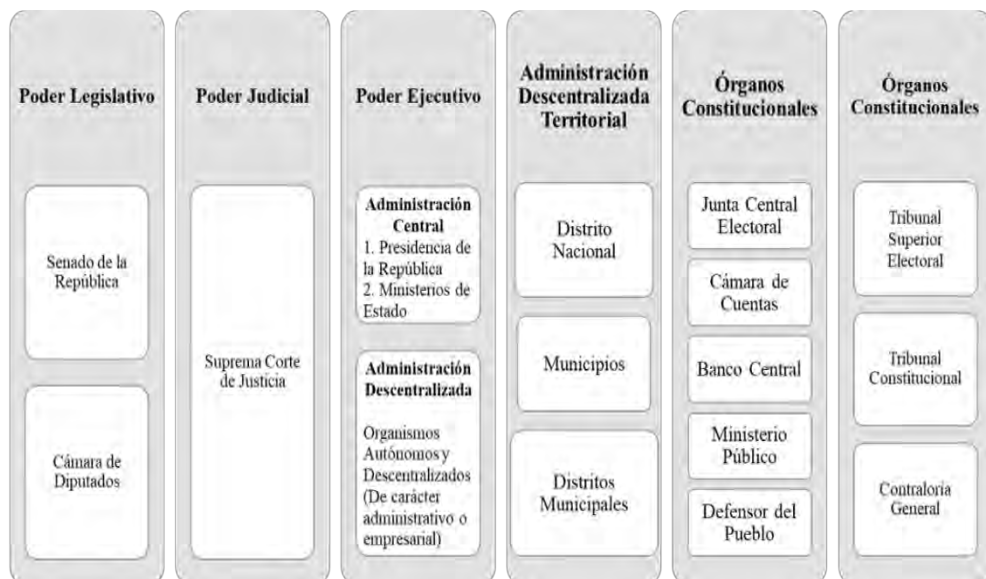 Poder Legislativo
Senado de la
República
Cámara de
Diputados
Poder Judicial
Suprema Corte
de Justicia
Poder Ejecutivo
Administración
Central
1. Presidencia de
la República
2. Ministerios de
Estado
Administración
Descentralizada
Organismos
Autónomos y
Descentralizados
(De carácter
administrativo o
empresarial)
Administración
Descentralizada
Territorial
Distrito
Nacional
Municipios
Distritos
Municipales
Órganos
Constitucionales
Junta Central
Electoral
Cámara de
Cuentas
Banco Central
Ministerio
Público
Defensor del
Pueblo
Órganos
Constitucionales
Tribunal
Superior
Electoral
Tribunal
Constitucional
Contraloría
General